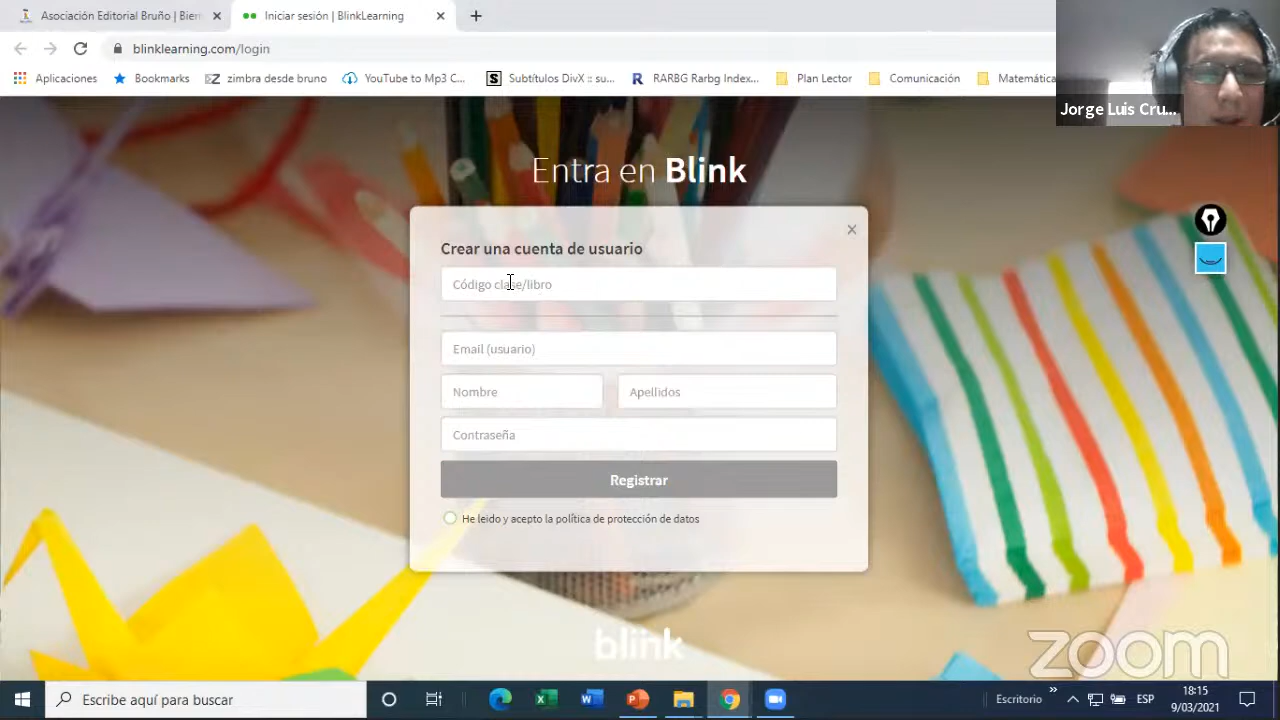 Asociación Editorial Bruño | Bien
Iniciar sesión | BlinkLearning
blinklearning.com/login
Aplicaciones
Bookmarks
zimbra desde bruno
YouTube to Mp3 C...
Subtítulos DivX :: su...
RARBG Rarbg Index...
Plan Lector
Comunicación
Matemática
Jorge Luis Cru...
Entra en Blink
Crear una cuenta de usuario
Código clase/libro
Email (usuario)
Nombre
Apellidos
Contraseña
Registrar
He leido y acepto la política de protección de datos
blink
zoom
Escribe aquí para buscar
Escritorio
ESP
18:15
9/03/2021